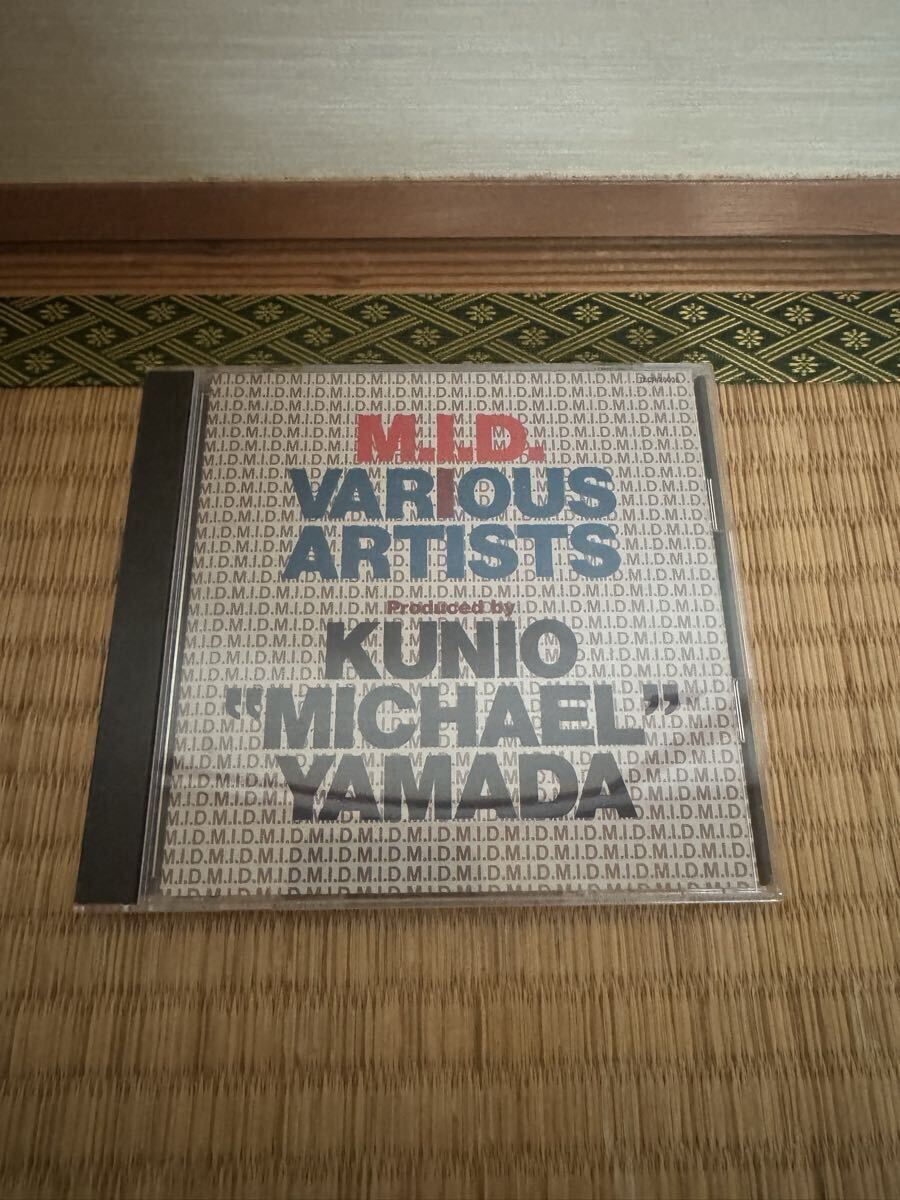 M.I.D.
VARIOUS
ARTISTS
Produced by
KUNIO
“MICHAEL”
YAMADA